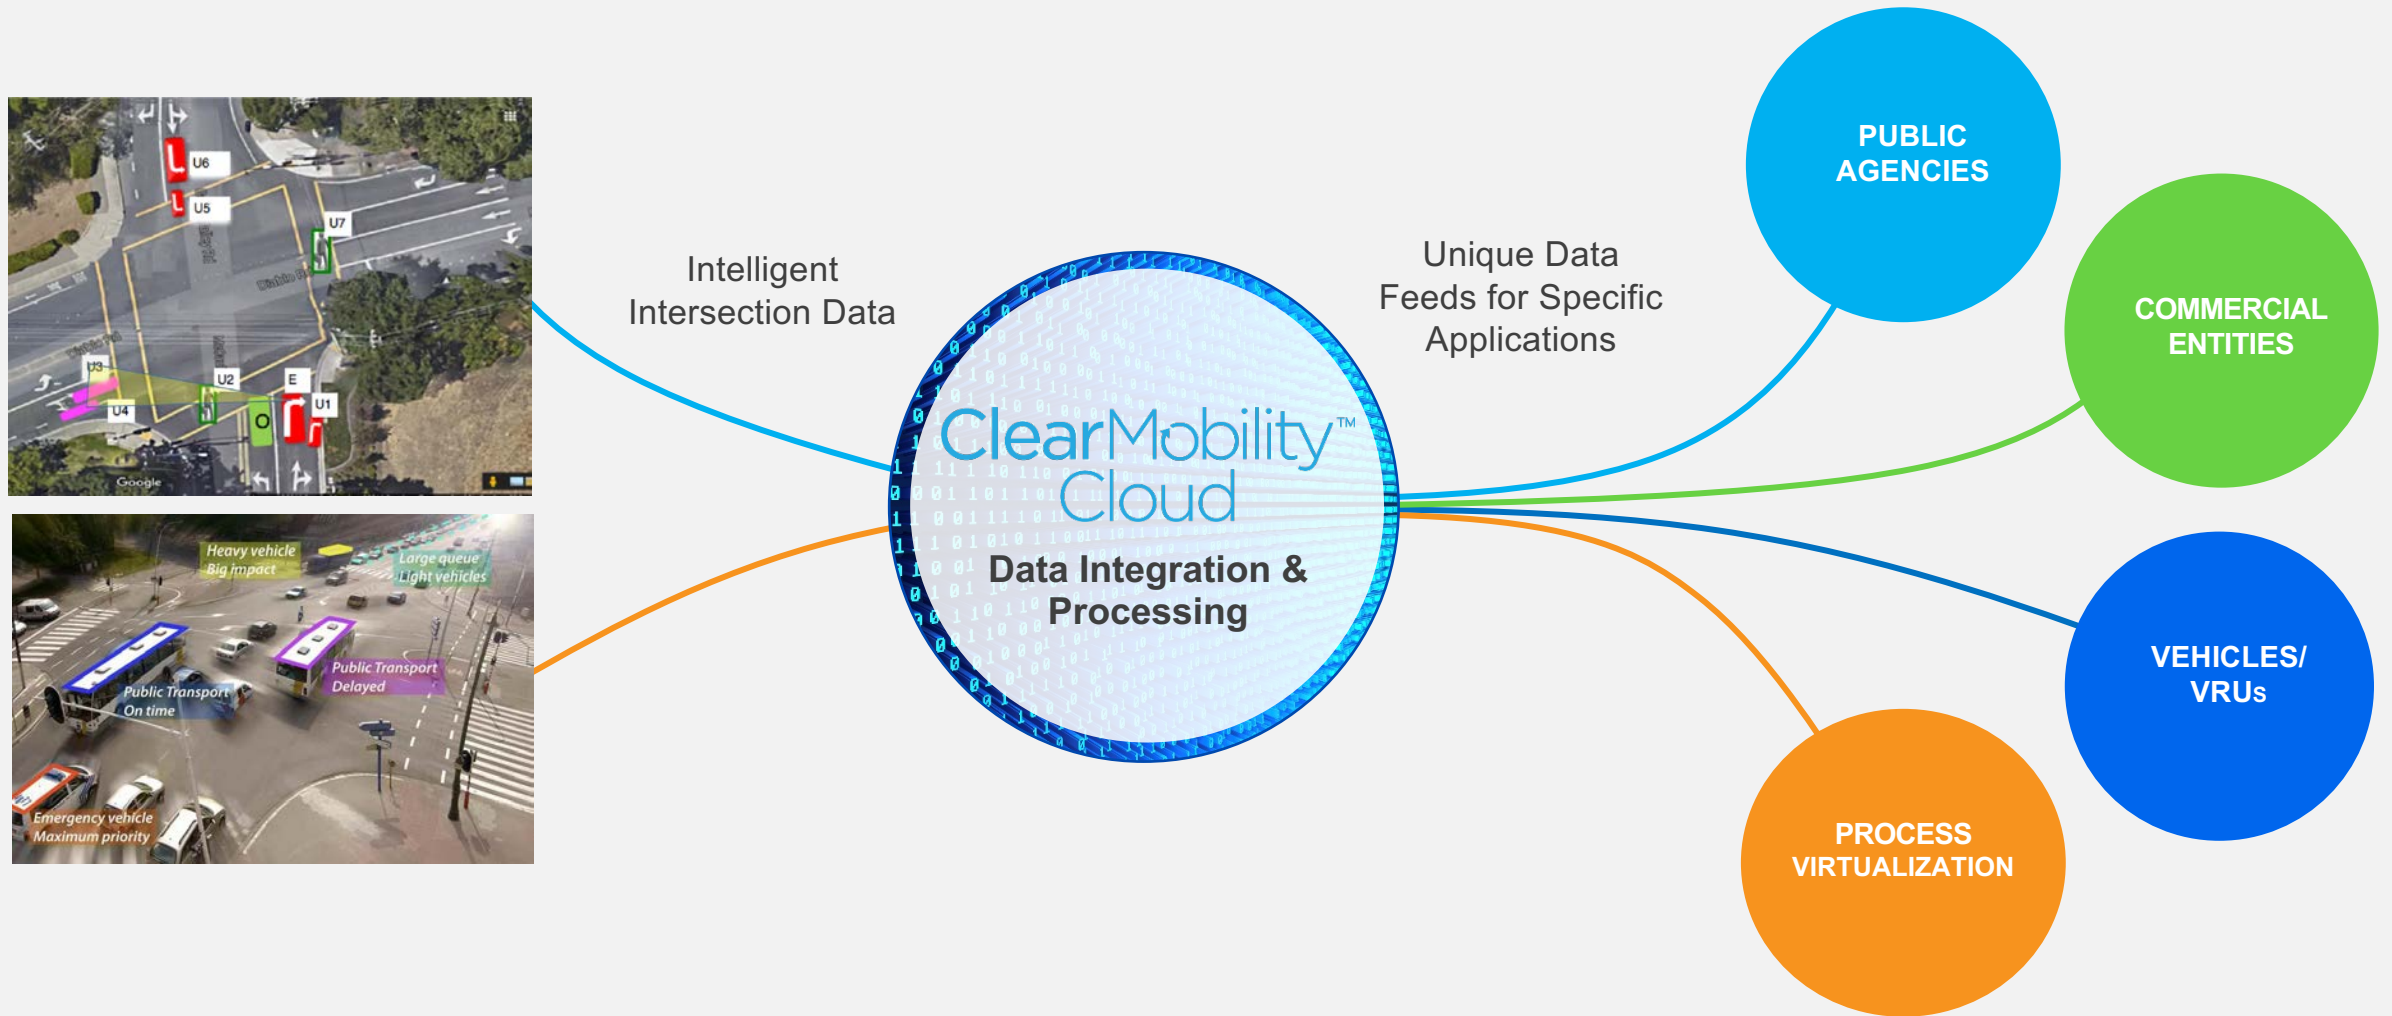 U6
U5
U7
U3
U4
U2
E
U1
O
Google
Intelligent
Intersection Data
Heavy vehicle
Big impact
Large queue
Light vehicles
Public Transport
On time
Public Transport
Delayed
Emergency vehicle
Maximum priority
ClearMobility™
Cloud
Data Integration &
Processing
Unique Data
Feeds for Specific
Applications
PUBLIC
AGENCIES
COMMERCIAL
ENTITIES
VEHICLES/
VRUs
PROCESS
VIRTUALIZATION